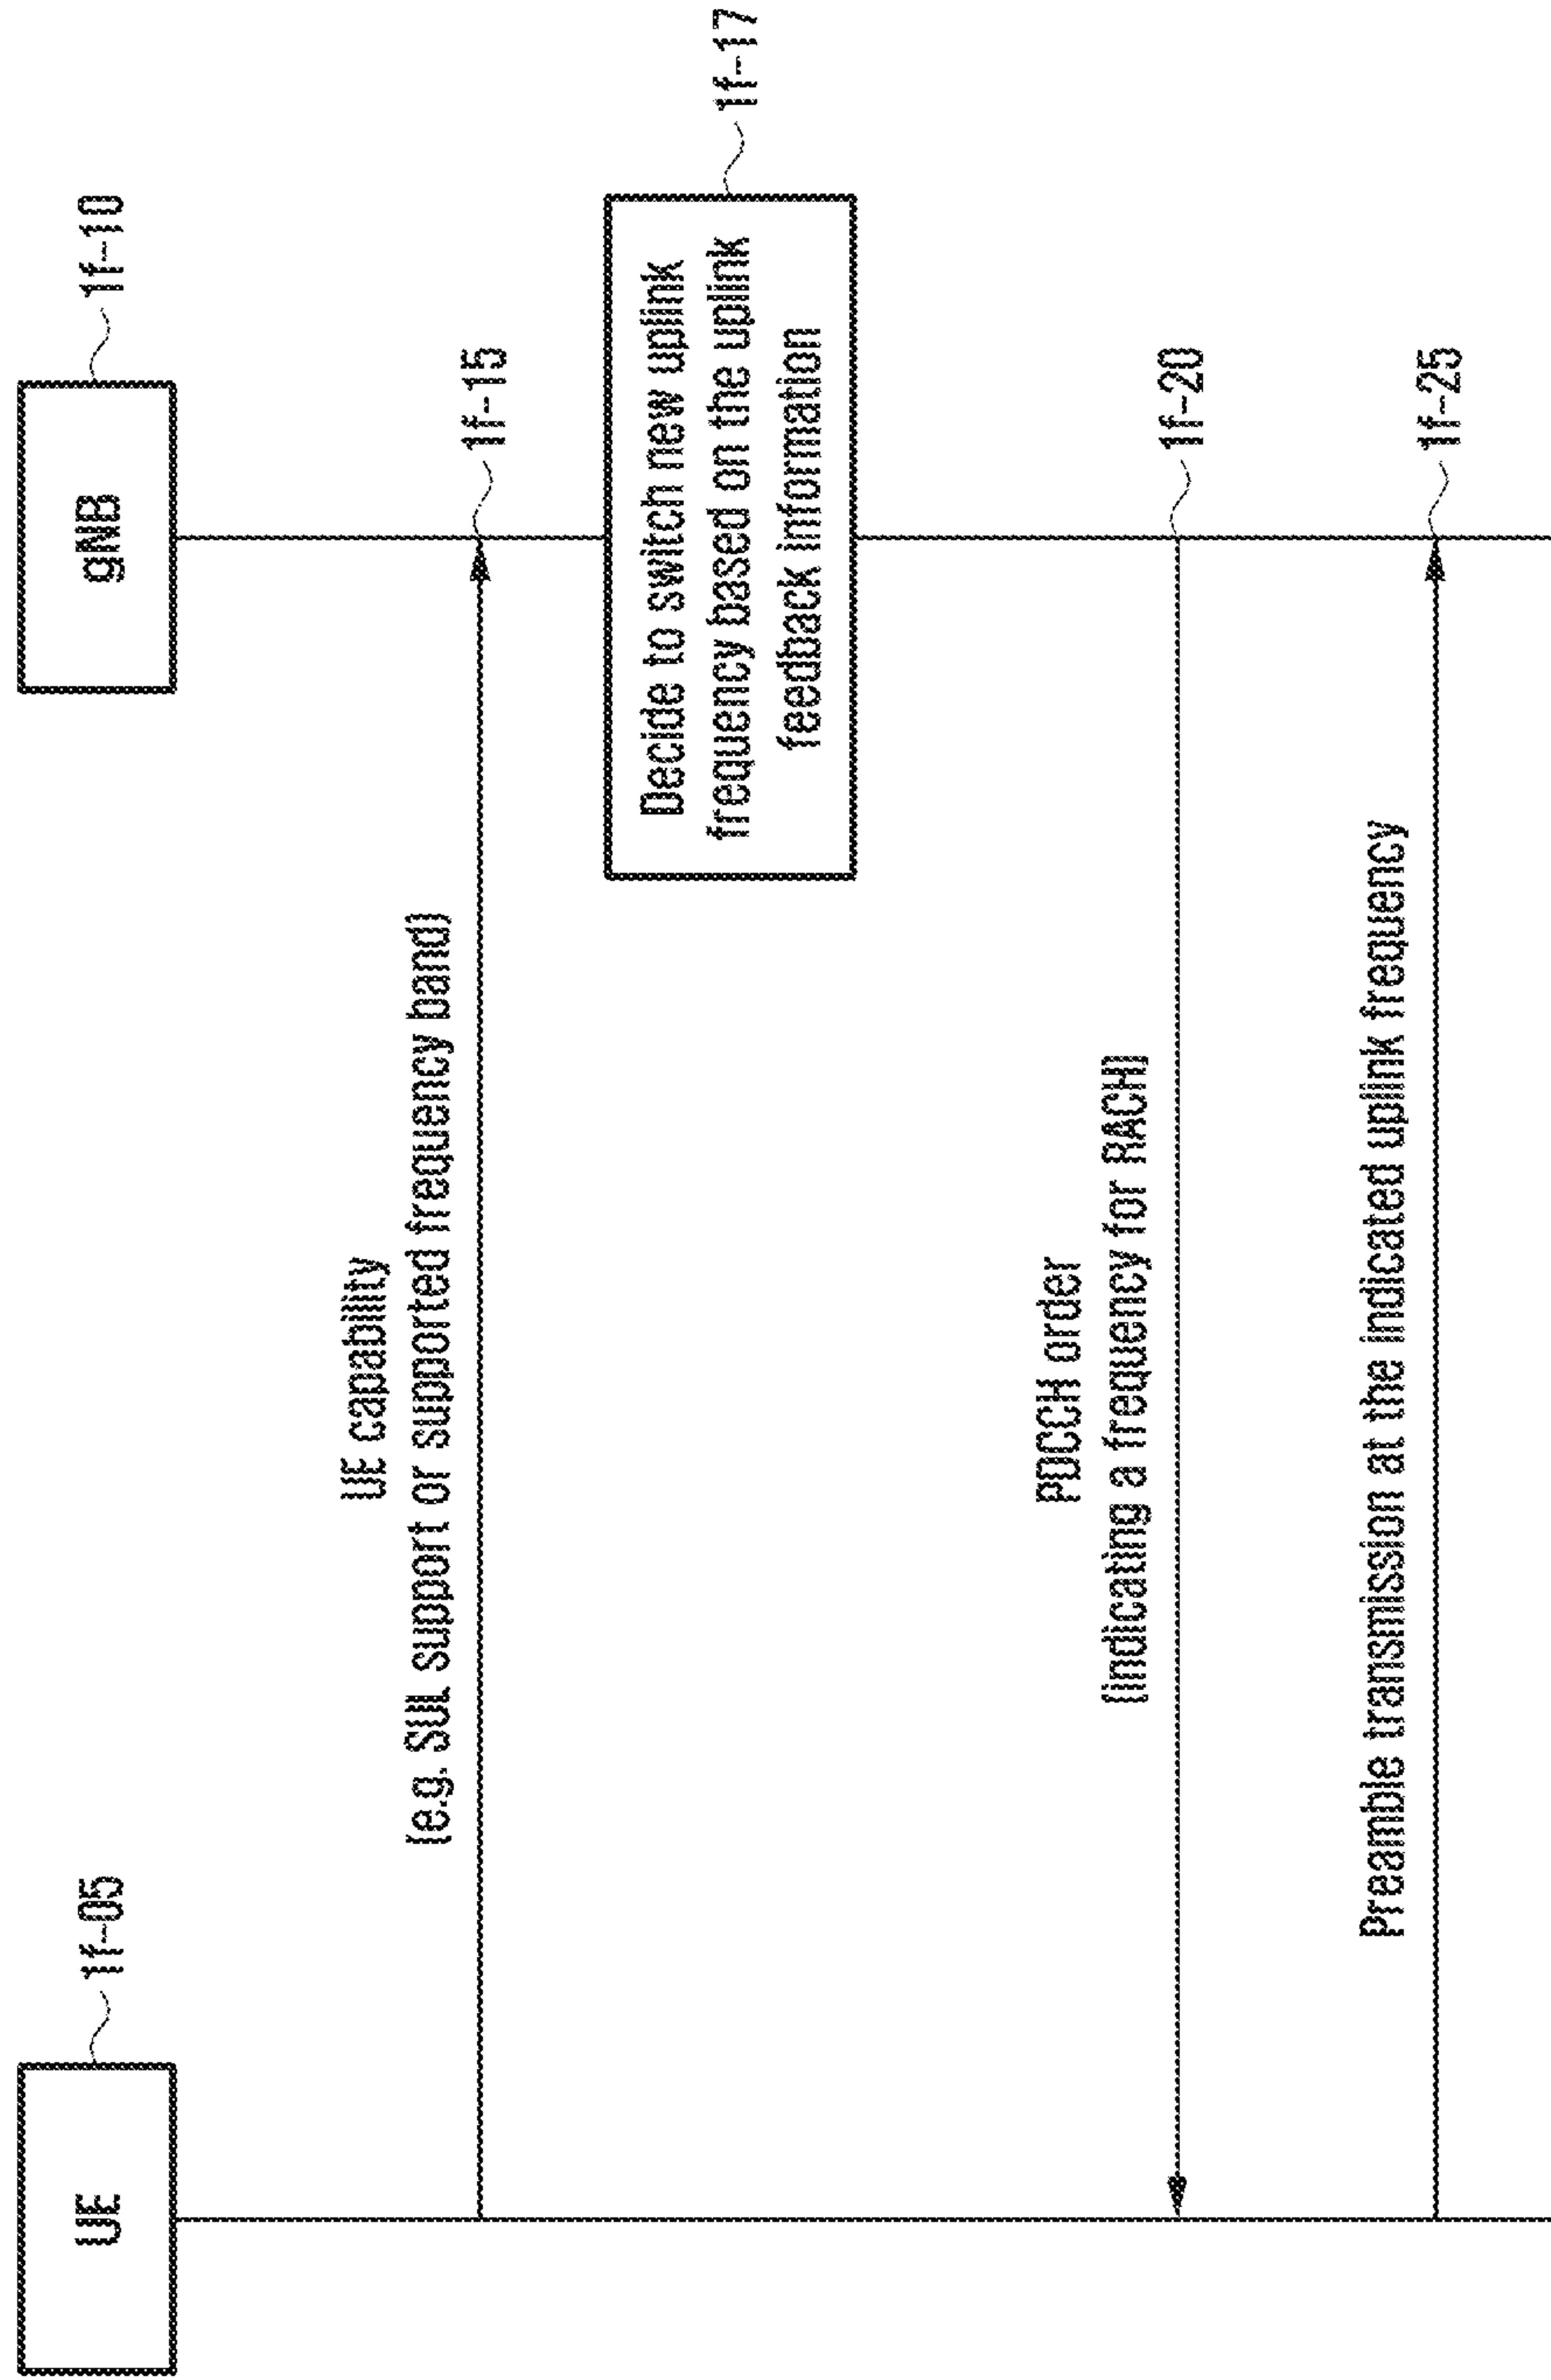 UE
1f-05
gNB
1f-10
UE capability
(e.g. SUL support or supported frequency band)
1f-15
Decide to switch new uplink
frequency based on the uplink
feedback information
1f-17
PDCCH order
(indicating a frequency for RACH)
1f-20
Preamble transmission at the indicated uplink frequency
1f-25